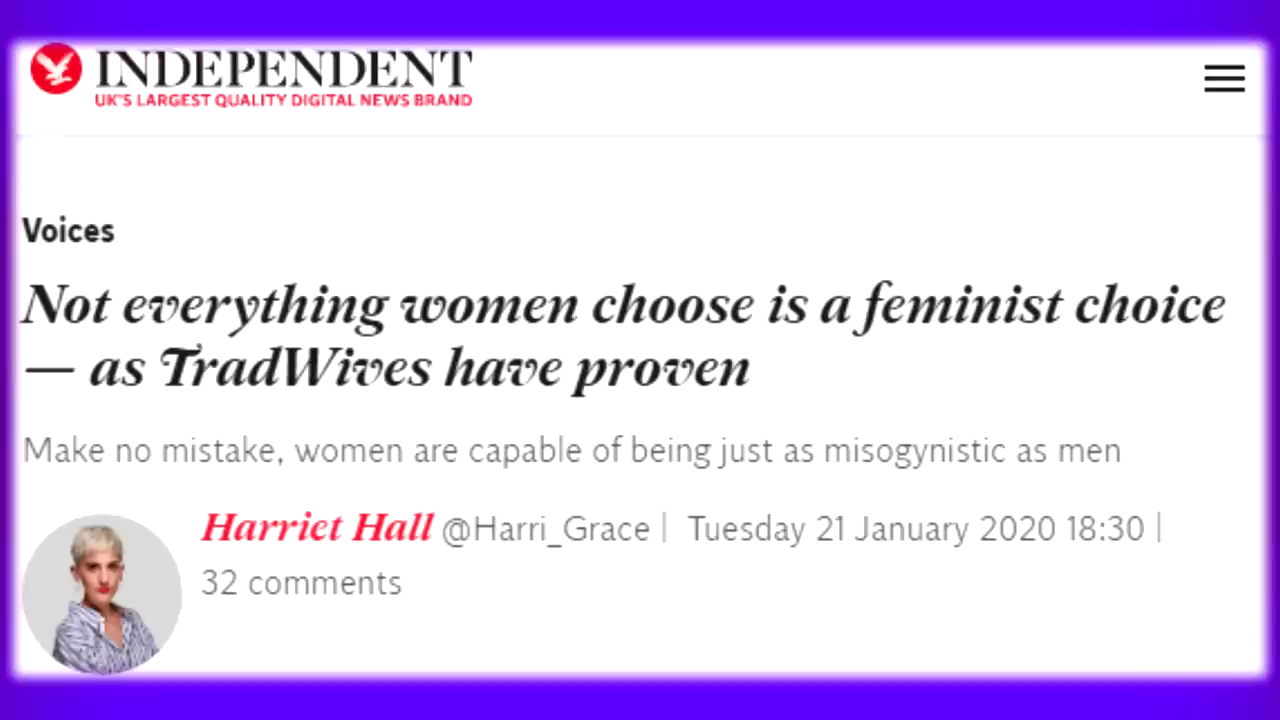 INDEPENDENT
UK'S LARGEST QUALITY DIGITAL NEWS BRAND
Voices
Not everything women choose is a feminist choice
— as TradWives have proven
Make no mistake, women are capable of being just as misogynistic as men
Harriet Hall @Harri_Grace | Tuesday 21 January 2020 18:30 |
32 comments